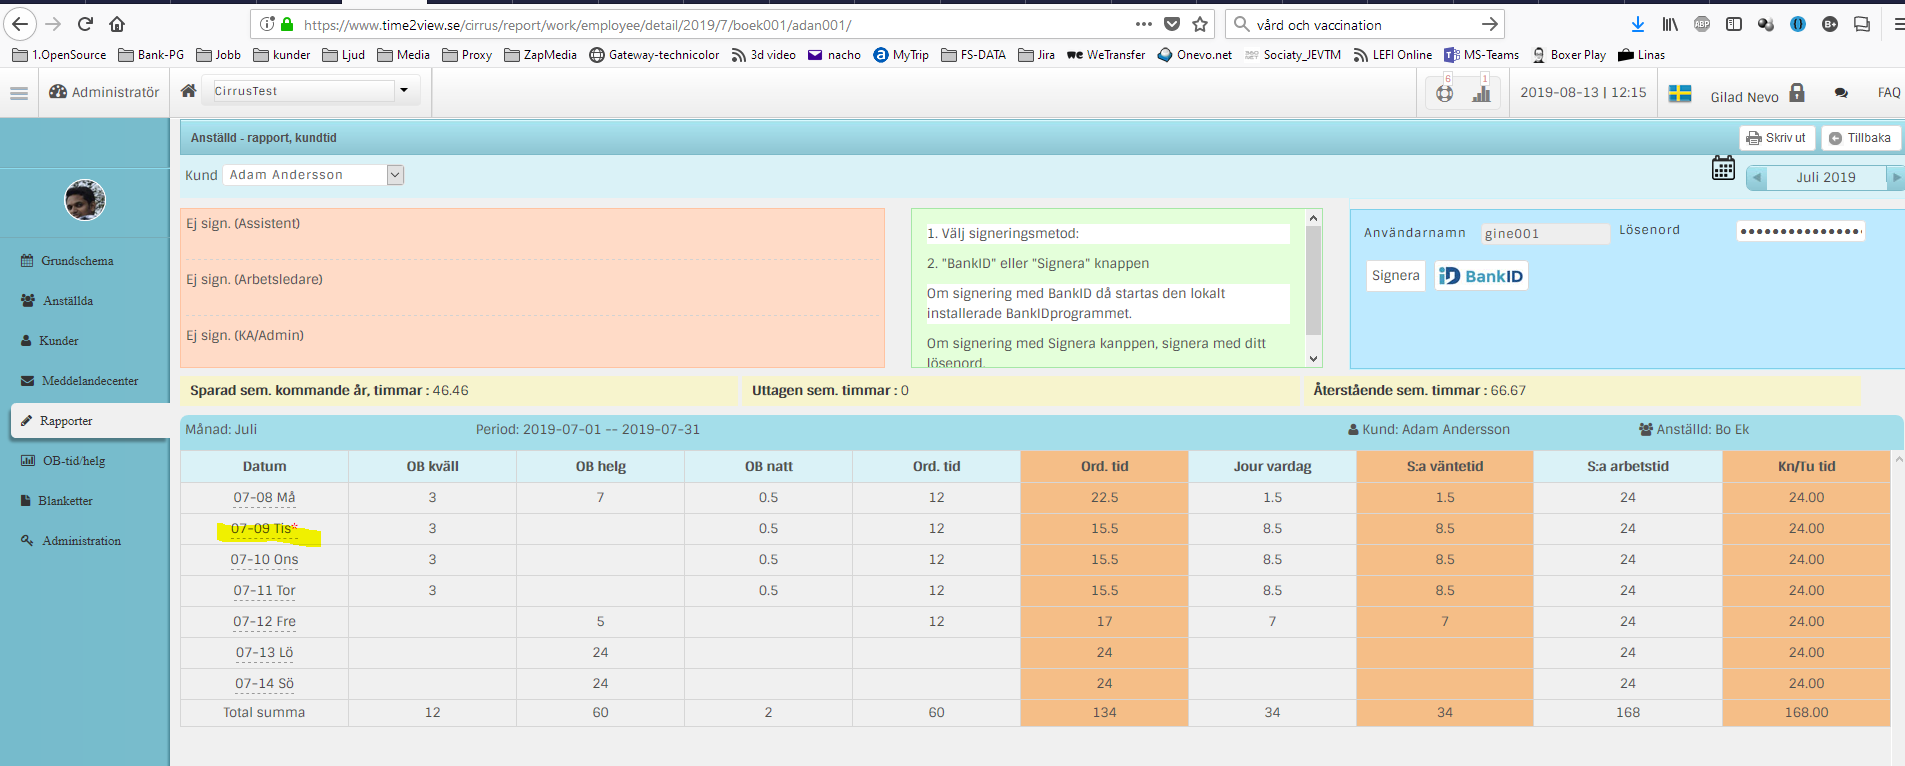 https://www.time2view.se/cirrus/report/work/employee/detail/2019/7/boek001/adan001/
vård och vaccination
ABP
B+
1.OpenSource Bank-PG Jobb kunder Ljud Media Proxy ZapMedia Gateway-technicolor 3d video nacho MyTrip FS-DATA Jira WeTransfer Onevo.net Sociaty_JEVTM LEFI Online MS-Teams Boxer Play Linas
Administratör CirrusTest 6 1 2019-08-13 | 12:15 Gilad Nevo FAQ
Anställd - rapport, kundtid Skriv ut Tillbaka
Kund Adam Andersson Juli 2019
Grundschema
Anställda
Kunder
Meddelandecenter
Rapporter
OB-tid/helg
Blanketter
Administration
Ej sign. (Assistent)
Ej sign. (Arbetsledare)
Ej sign. (KA/Admin)
1. Välj signeringsmetod:
2. "BankID" eller "Signera" knappen
Om signering med BankID då startas den lokalt
installerade BankIDprogrammet.
Om signering med Signera kanppen, signera med ditt
lösenord.
Användarnamn gine001 Lösenord
Signera BankID
Sparad sem. kommande år, timmar : 46.46 Uttagen sem. timmar : 0 Återstående sem. timmar : 66.67
Månad: Juli Period: 2019-07-01 -- 2019-07-31 Kund: Adam Andersson Anställd: Bo Ek
Datum OB kväll OB helg OB natt Ord. tid Ord. tid Jour vardag S:a väntetid S:a arbetstid Kn/Tu tid
07-08 Må 3 7 0.5 12 22.5 1.5 1.5 24 24.00
07-09 Tis* 3 0.5 12 15.5 8.5 8.5 24 24.00
07-10 Ons 3 0.5 12 15.5 8.5 8.5 24 24.00
07-11 Tor 3 0.5 12 15.5 8.5 8.5 24 24.00
07-12 Fre 5 12 17 7 7 24 24.00
07-13 Lö 24 24 24 24.00
07-14 Sö 24 24 24 24.00
Total summa 12 60 2 60 134 34 34 168 168.00